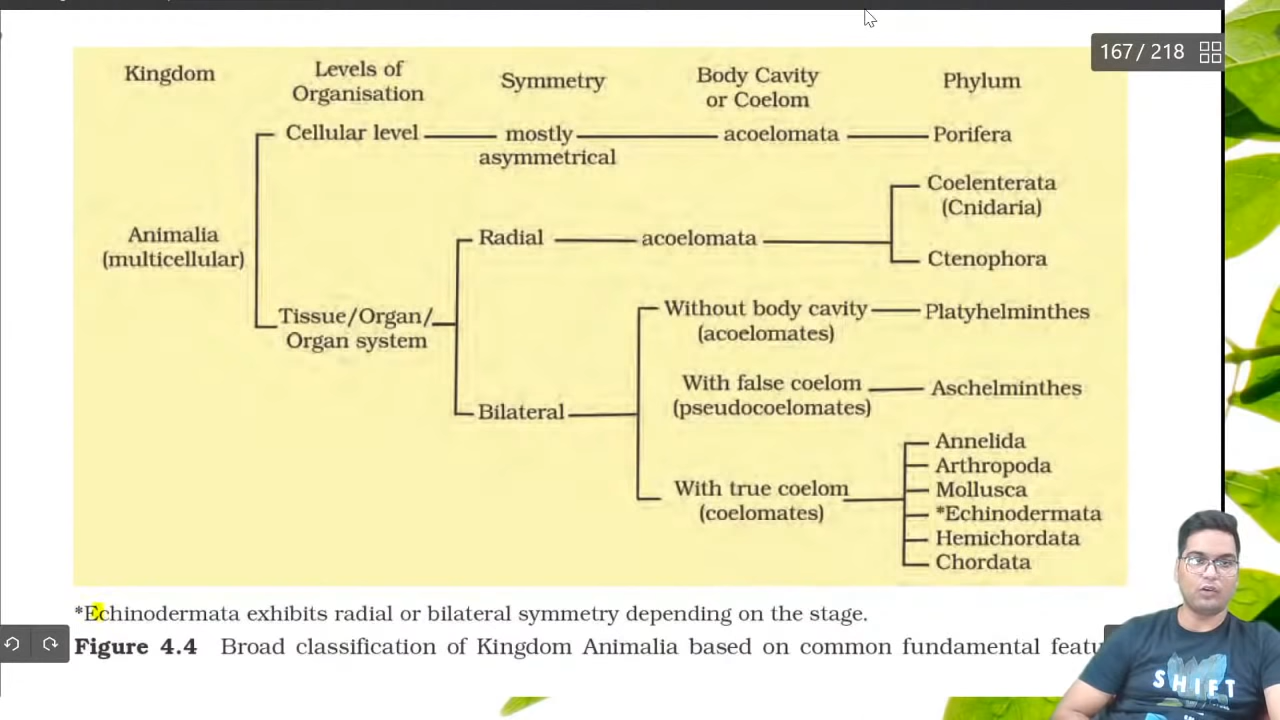 167 / 218
Kingdom
Levels of
Organisation
Symmetry
Body Cavity
or Coelom
Phylum
Cellular level
mostly
asymmetrical
acoelomata
Porifera
Animalia
(multicellular)
Radial
acoelomata
Coelenterata
(Cnidaria)
Ctenophora
Tissue/Organ/
Organ system
Bilateral
Without body cavity
(acoelomates)
Platyhelminthes
With false coelom
(pseudocoelomates)
Aschelminthes
With true coelom
(coelomates)
Annelida
Arthropoda
Mollusca
*Echinodermata
Hemichordata
Chordata
*Echinodermata exhibits radial or bilateral symmetry depending on the stage.
Figure 4.4 Broad classification of Kingdom Animalia based on common fundamental featu
SHIFT